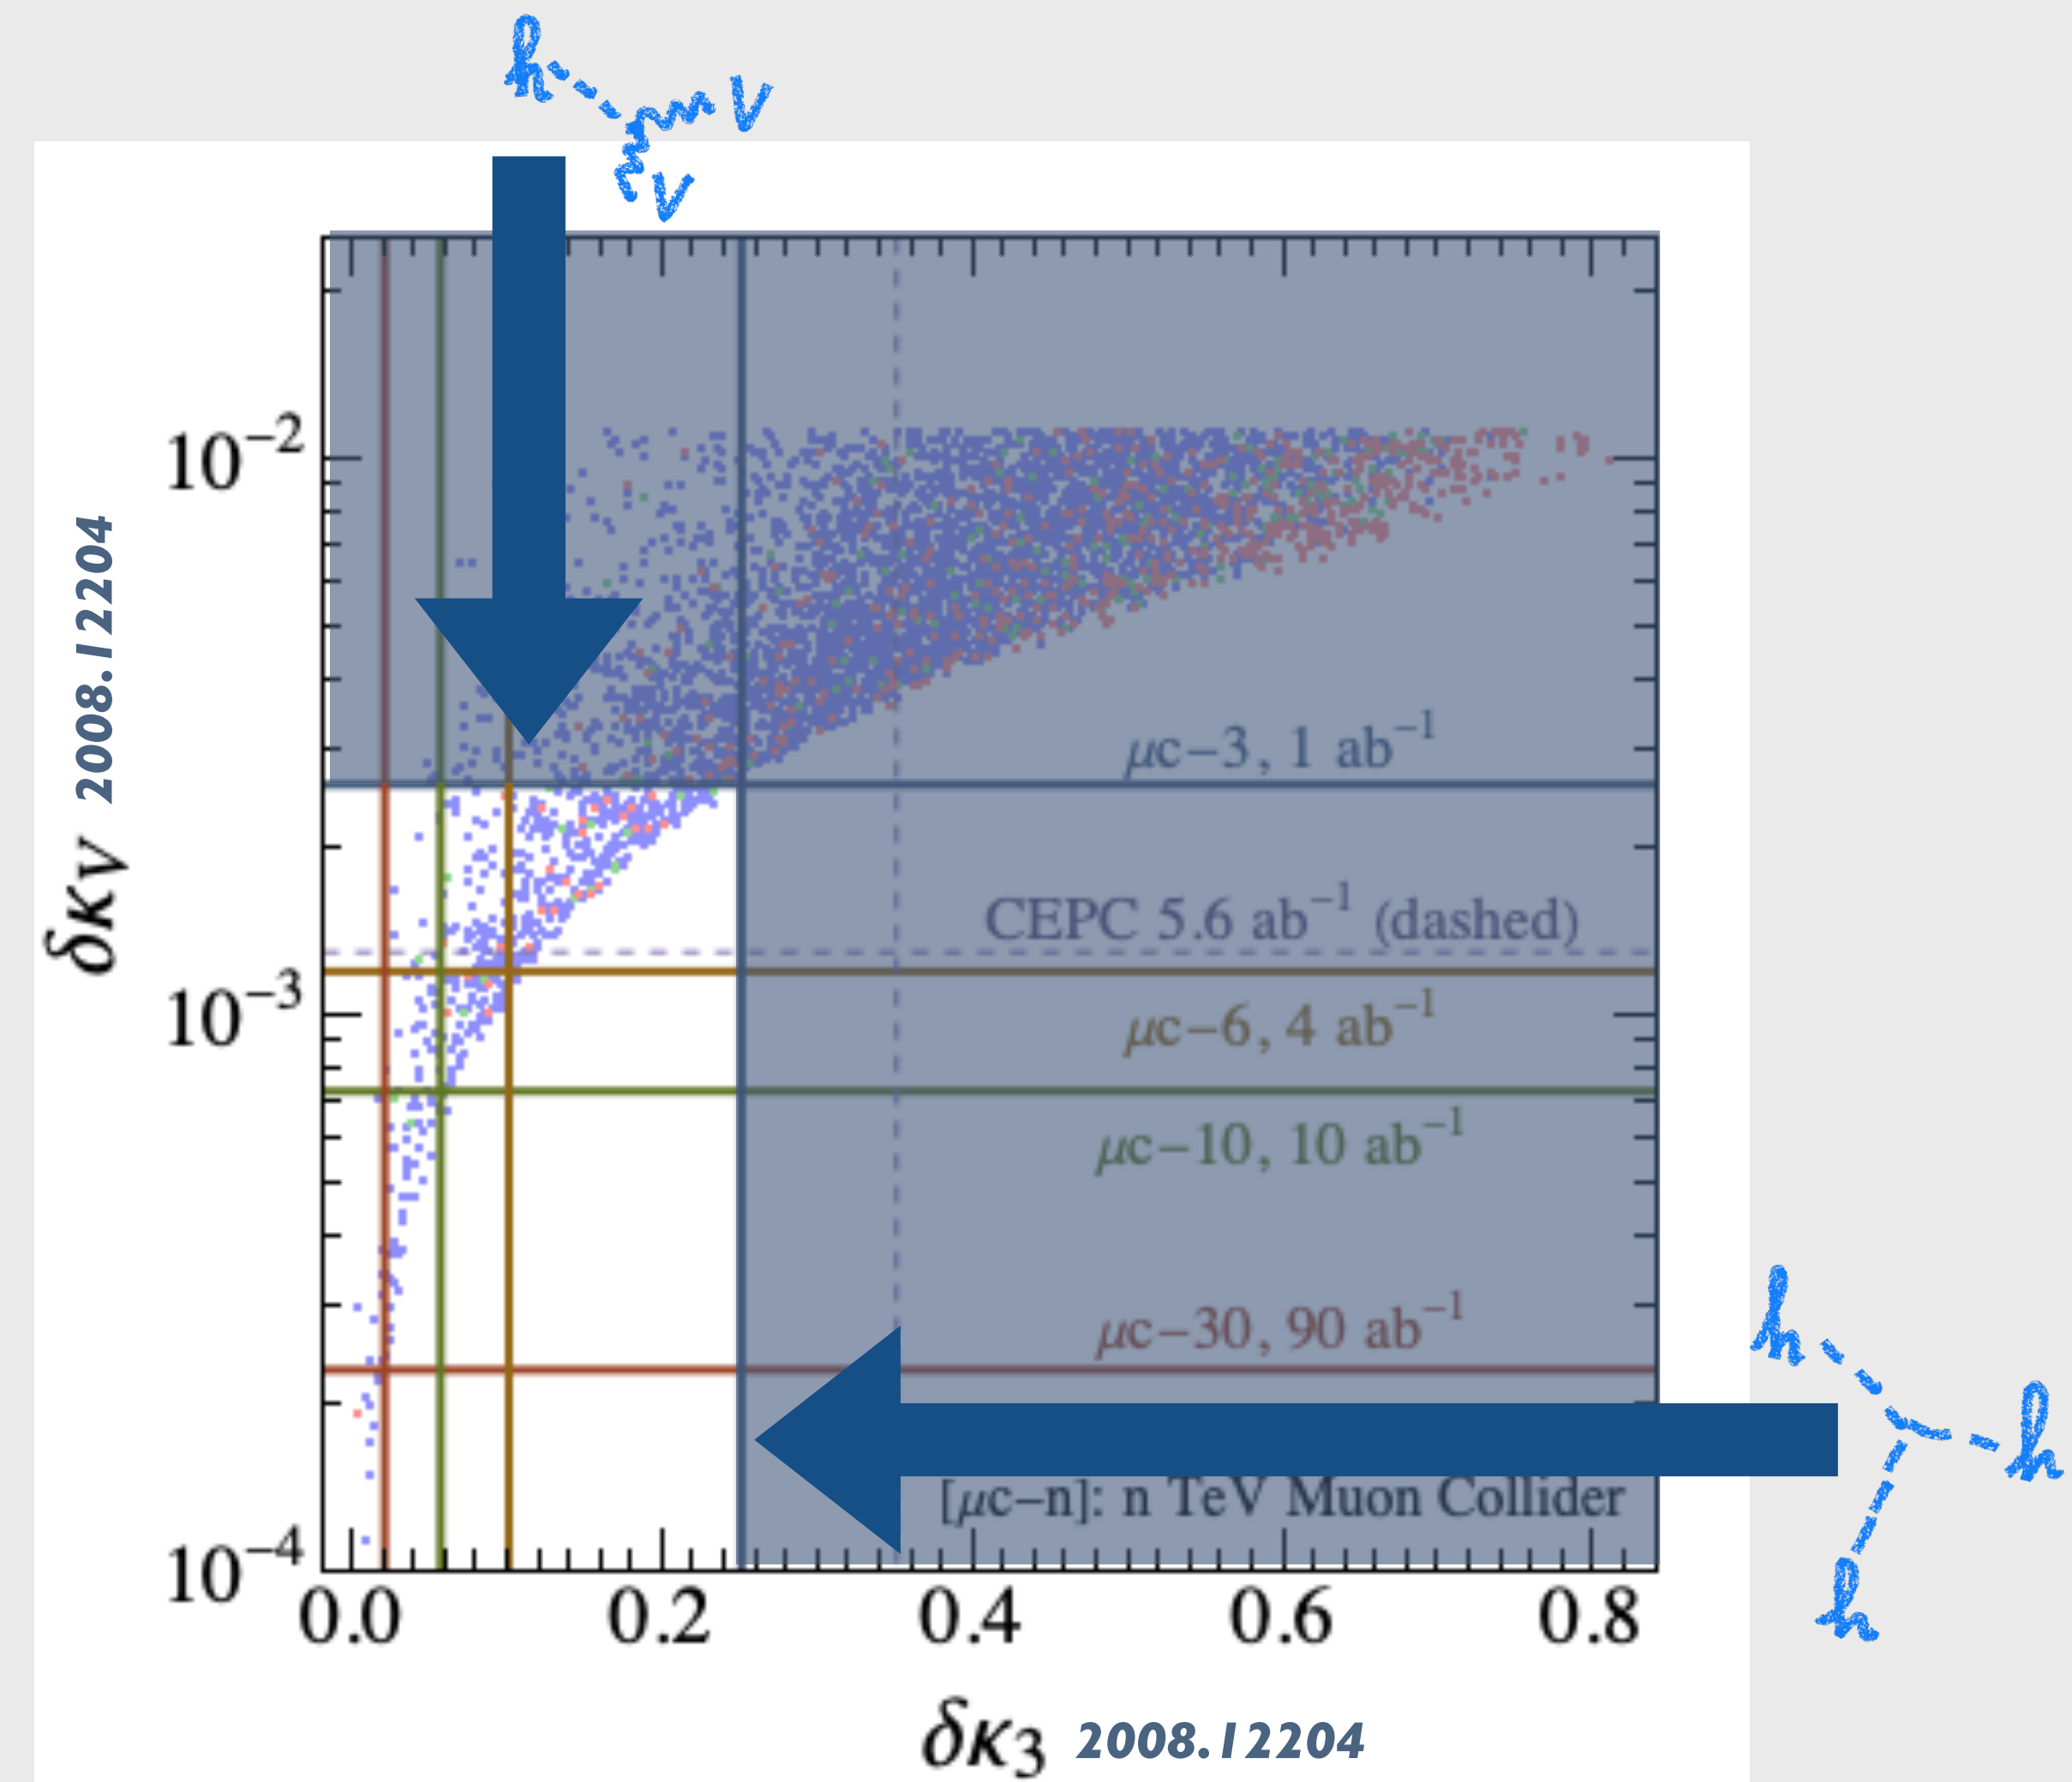 h
V
V
10⁻²
2008.12204
μc–3, 1 ab⁻¹
δκV
CEPC 5.6 ab⁻¹ (dashed)
10⁻³
μc–6, 4 ab⁻¹
μc–10, 10 ab⁻¹
μc–30, 90 ab⁻¹
h
h
h
[μc–n]: n TeV Muon Collider
10⁻⁴
0.0 0.2 0.4 0.6 0.8
δκ₃ 2008.12204